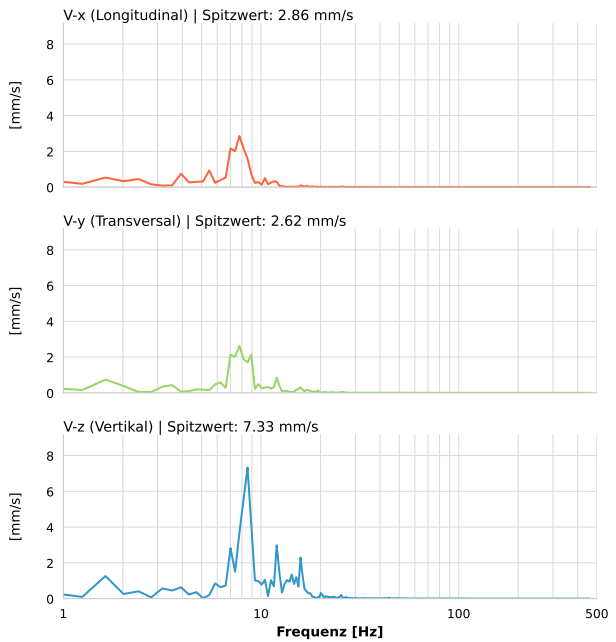 V-x (Longitudinal) | Spitzwert: 2.86 mm/s
8
6
4
2
0
[mm/s]
V-y (Transversal) | Spitzwert: 2.62 mm/s
8
6
4
2
0
[mm/s]
V-z (Vertikal) | Spitzwert: 7.33 mm/s
8
6
4
2
0
[mm/s]
1 10 100 500
Frequenz [Hz]